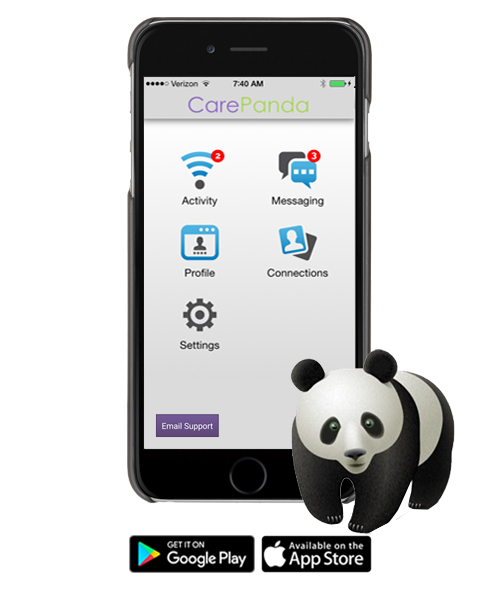 Verizon 7:40 AM
CarePanda
2 3
Activity Messaging
Profile Connections
Settings
Email Support
GET IT ON Available on the
Google Play App Store